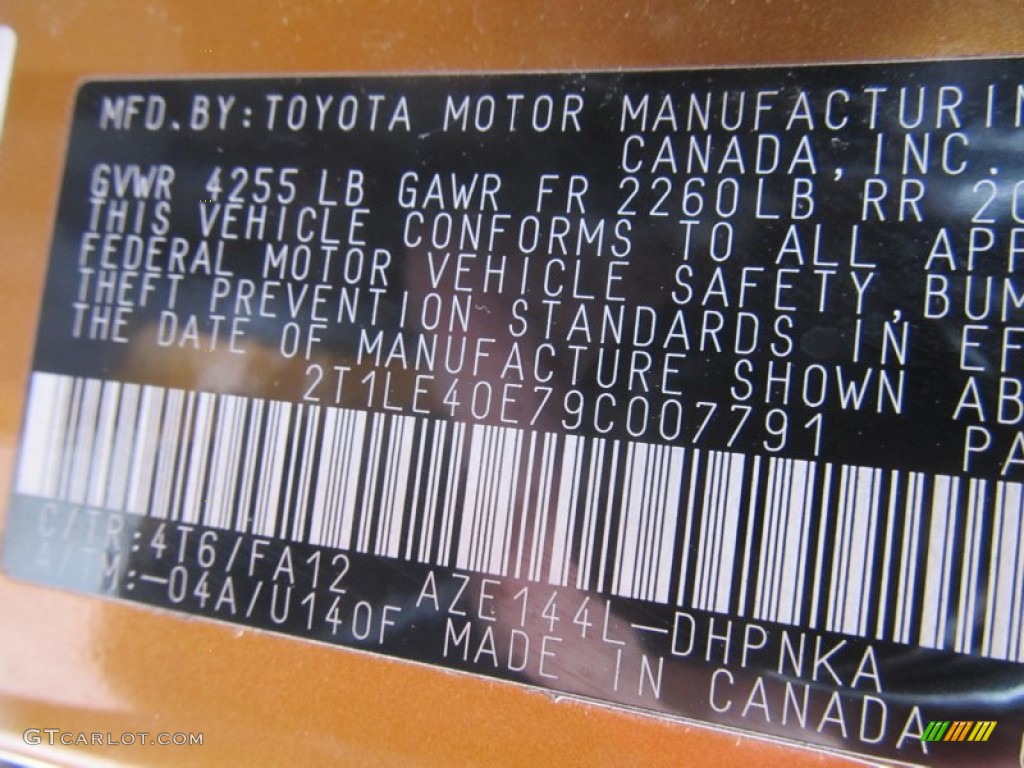 MFD.BY:TOYOTA MOTOR MANUFACTURIN
CANADA,INC.
GVWR 4255LB GAWR FR 2260LB RR 20
THIS VEHICLE CONFORMS TO ALL APP
FEDERAL MOTOR VEHICLE SAFETY,BUM
THEFT PREVENTION STANDARDS IN EF
THE DATE OF MANUFACTURE SHOWN AB
2T1LE40E79C007791 PA
C/TR:4T6/FA12 AZE144L-DHPNKA
A/TM:-04A/U140F MADE IN CANADA
GTCARLOT.COM